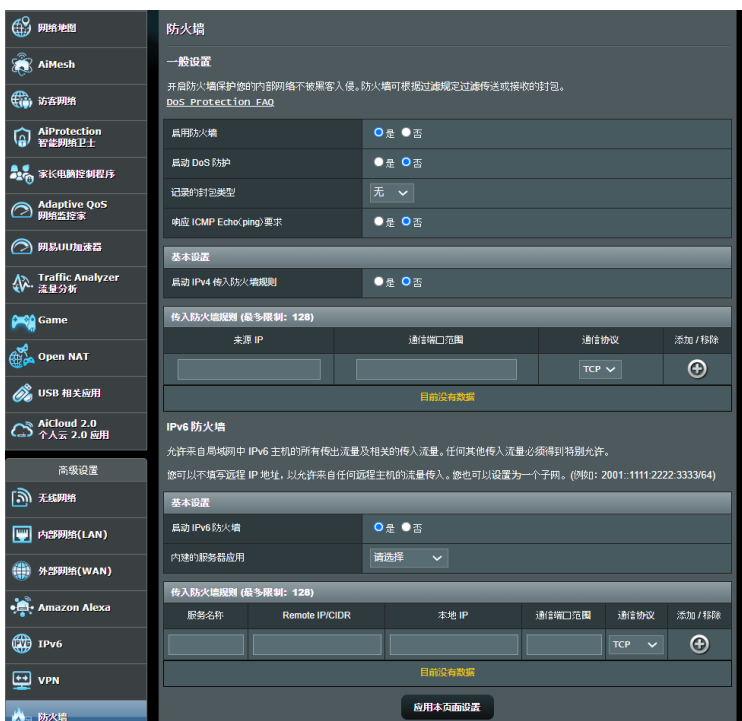 网络地图
AiMesh
访客网络
AiProtection
智能网络卫士
家长电脑控制程序
Adaptive QoS
网络监控家
网易UU加速器
Traffic Analyzer
流量分析
Game
Open NAT
USB 相关应用
AiCloud 2.0
个人云 2.0 应用
高级设置
无线网络
内部网络(LAN)
外部网络(WAN)
Amazon Alexa
IPv6
VPN
防火墙
防火墙
一般设置
开启防火墙保护您的内部网络不被黑客入侵。防火墙可根据过滤规定过滤传送或接收的封包。
DoS Protection FAQ
启用防火墙 是 否
启动 DoS 防护 是 否
记录的封包类型 无
响应 ICMP Echo(ping)要求 是 否
基本设置
启动 IPv4 传入防火墙规则 是 否
传入防火墙规则 (最多限制: 128)
来源 IP 通信端口范围 通信协议 添加 / 移除
TCP
目前没有数据
IPv6 防火墙
允许来自局域网中 IPv6 主机的所有传出流量及相关的传入流量。任何其他传入流量必须得到特别允许。
您可以不填写远程 IP 地址，以允许来自任何远程主机的流量传入。您也可以设置为一个子网。(例如: 2001::1111:2222:3333/64)
基本设置
启动 IPv6 防火墙 是 否
内建的服务器应用 请选择
传入防火墙规则 (最多限制: 128)
服务名称 Remote IP/CIDR 本地 IP 通信端口范围 通信协议 添加 / 移除
TCP
目前没有数据
应用本页面设置